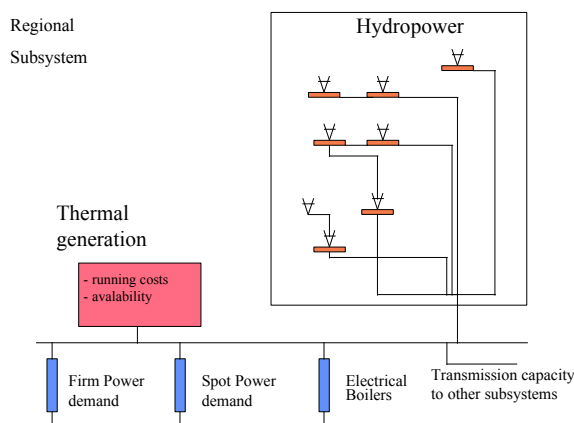 Regional
Subsystem
Hydropower
Thermal
generation
- running costs
- avalability
Firm Power
demand
Spot Power
demand
Electrical
Boilers
Transmission capacity
to other subsystems